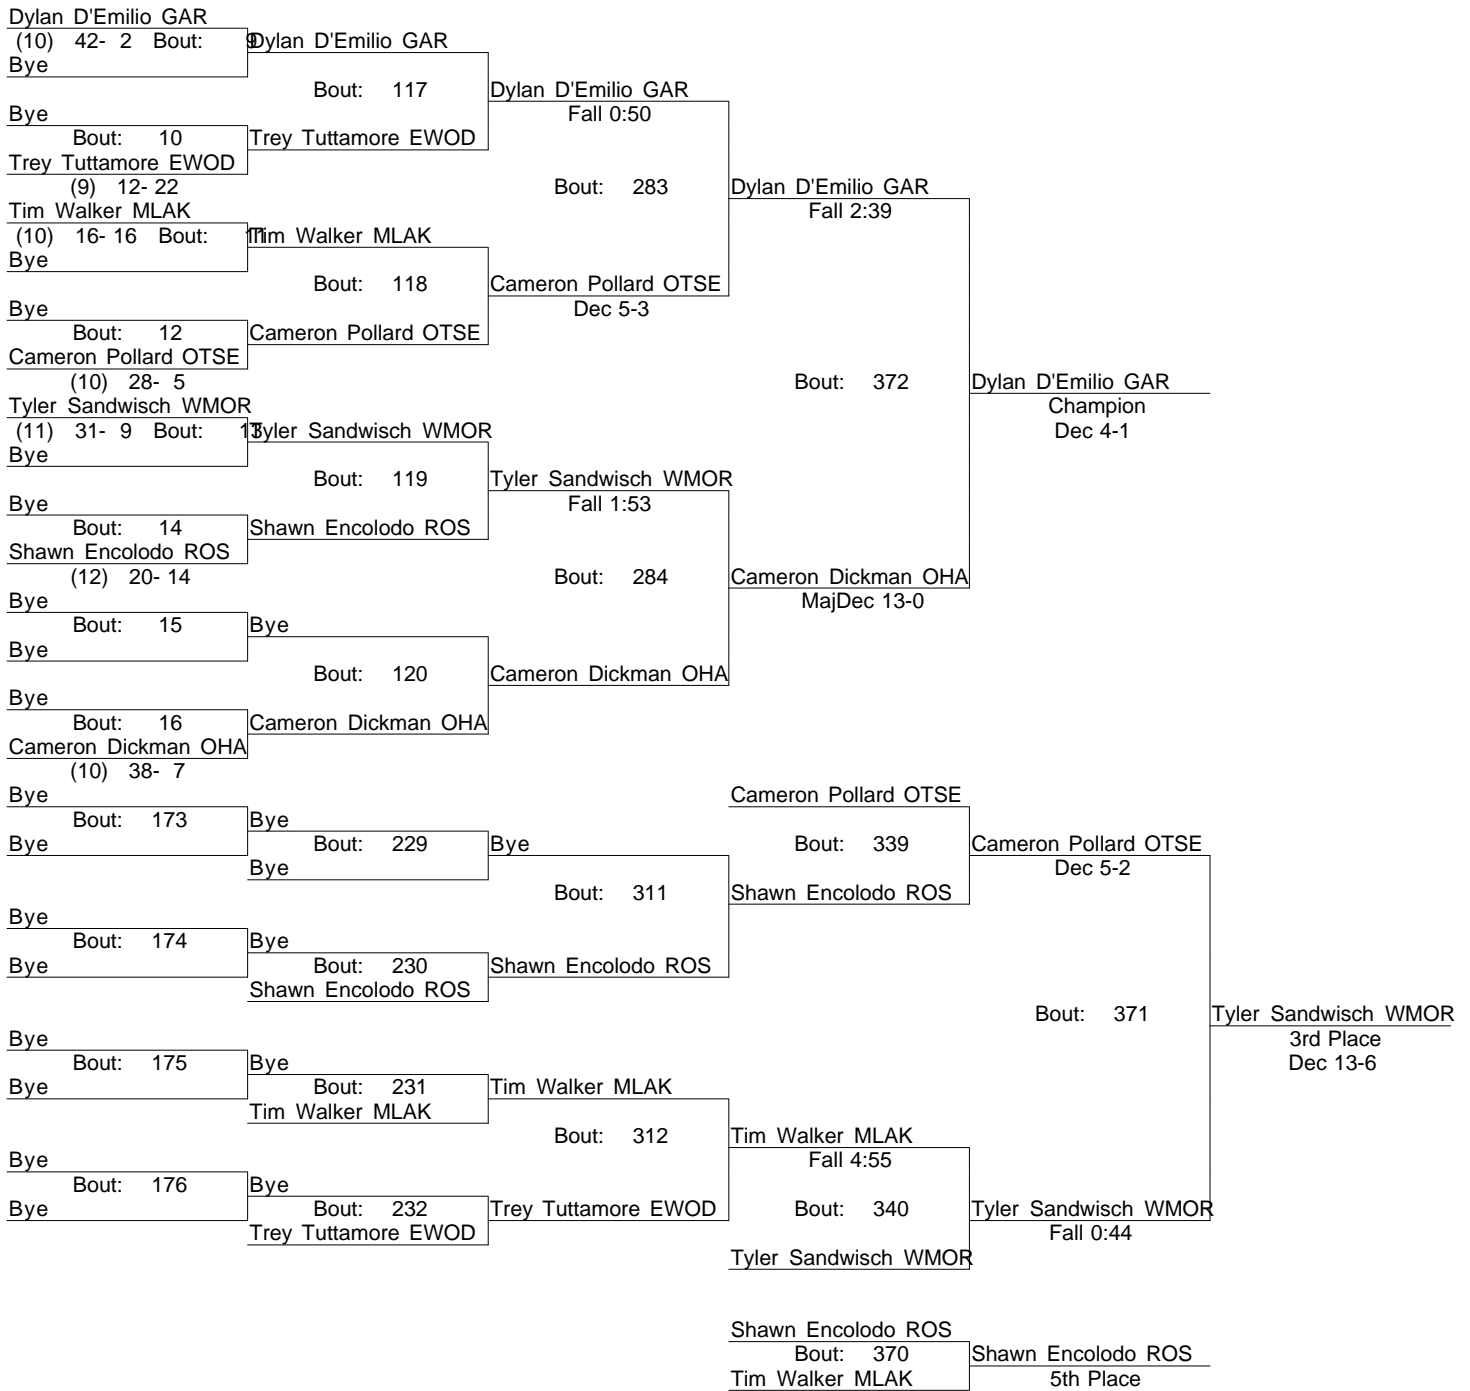 Dylan D'Emilio GAR
(10) 42- 2 Bout: 9
Dylan D'Emilio GAR
Bye
Bout: 117
Dylan D'Emilio GAR
Fall 0:50
Bye
Bout: 10
Trey Tuttamore EWOD
Trey Tuttamore EWOD
(9) 12- 22
Bout: 283
Dylan D'Emilio GAR
Fall 2:39
Tim Walker MLAK
(10) 16- 16 Bout: 11
Tim Walker MLAK
Bye
Bout: 118
Cameron Pollard OTSE
Dec 5-3
Bye
Bout: 12
Cameron Pollard OTSE
Cameron Pollard OTSE
(10) 28- 5
Bout: 372
Dylan D'Emilio GAR
Champion
Dec 4-1
Tyler Sandwisch WMOR
(11) 31- 9 Bout: 13
Tyler Sandwisch WMOR
Bye
Bout: 119
Tyler Sandwisch WMOR
Fall 1:53
Bye
Bout: 14
Shawn Encolodo ROS
Shawn Encolodo ROS
(12) 20- 14
Bout: 284
Cameron Dickman OHA
MajDec 13-0
Bye
Bout: 15
Bye
Bye
Bout: 120
Cameron Dickman OHA
Bye
Bout: 16
Cameron Dickman OHA
Cameron Dickman OHA
(10) 38- 7
Bye
Bout: 173
Bye
Bye
Bout: 229
Bye
Bye
Bout: 311
Shawn Encolodo ROS
Cameron Pollard OTSE
Bout: 339
Cameron Pollard OTSE
Dec 5-2
Bye
Bout: 174
Bye
Bye
Bout: 230
Shawn Encolodo ROS
Shawn Encolodo ROS
Bout: 371
Tyler Sandwisch WMOR
3rd Place
Dec 13-6
Bye
Bout: 175
Bye
Bye
Bout: 231
Tim Walker MLAK
Tim Walker MLAK
Bout: 312
Tim Walker MLAK
Fall 4:55
Bye
Bout: 176
Bye
Bye
Bout: 232
Trey Tuttamore EWOD
Trey Tuttamore EWOD
Bout: 340
Tyler Sandwisch WMOR
Fall 0:44
Tyler Sandwisch WMOR
Shawn Encolodo ROS
Bout: 370
Shawn Encolodo ROS
Tim Walker MLAK
5th Place